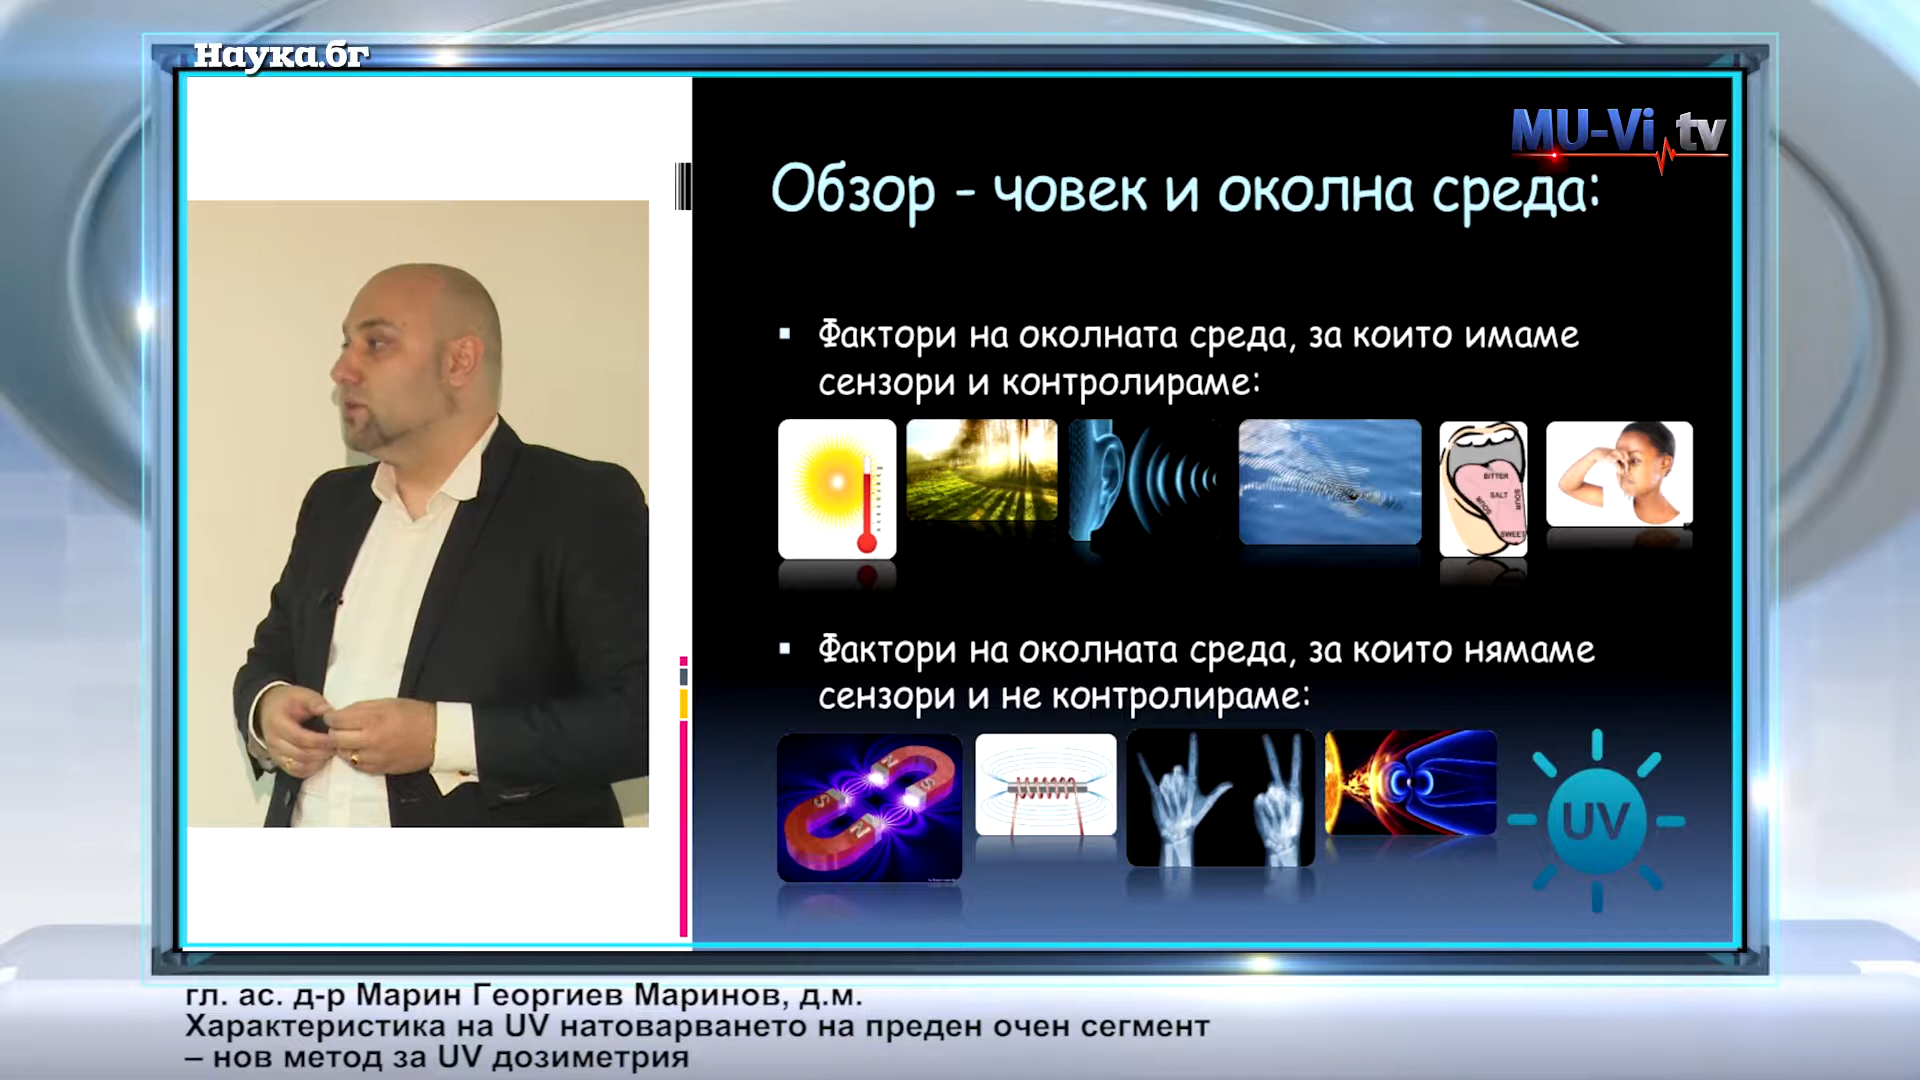 Наука.бг
MU-Vi.tv
Обзор - човек и околна среда:
▪ Фактори на околната среда, за които имаме
сензори и контролираме:
BITTER
SALT
SOUR
SOUR
SWEET
▪ Фактори на околната среда, за които нямаме
сензори и не контролираме:
N
S
S
N
UV
гл. ас. д-р Марин Георгиев Маринов, д.м.
Характеристика на UV натоварването на преден очен сегмент
– нов метод за UV дозиметрия